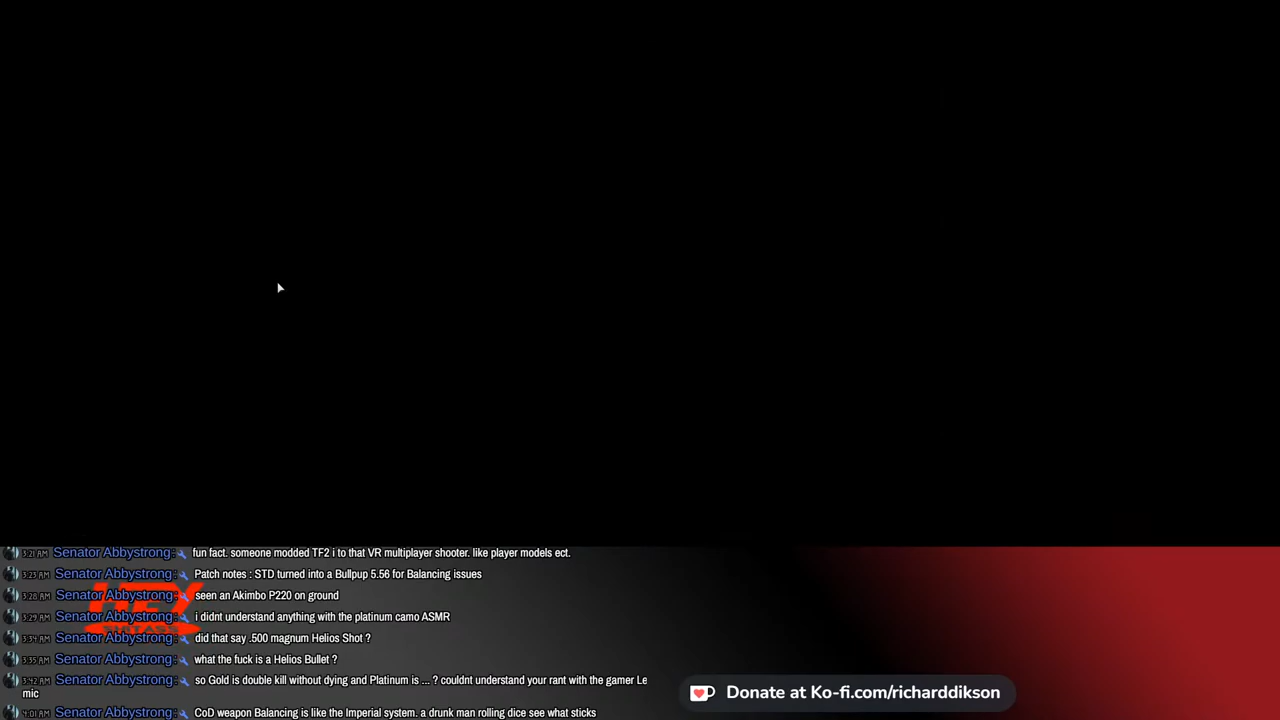 3:21 AM Senator Abbystrong: fun fact. someone modded TF2 i to that VR multiplayer shooter. like player models ect.
3:23 AM Senator Abbystrong: Patch notes : STD turned into a Bullpup 5.56 for Balancing issues
3:28 AM Senator Abbystrong: seen an Akimbo P220 on ground
3:29 AM Senator Abbystrong: i didnt understand anything with the platinum camo ASMR
3:34 AM Senator Abbystrong: did that say .500 magnum Helios Shot ?
3:35 AM Senator Abbystrong: what the fuck is a Helios Bullet ?
3:42 AM Senator Abbystrong: so Gold is double kill without dying and Platinum is ... ? couldnt understand your rant with the gamer Le
mic
4:01 AM Senator Abbystrong: CoD weapon Balancing is like the Imperial system. a drunk man rolling dice see what sticks
Donate at Ko-fi.com/richarddikson